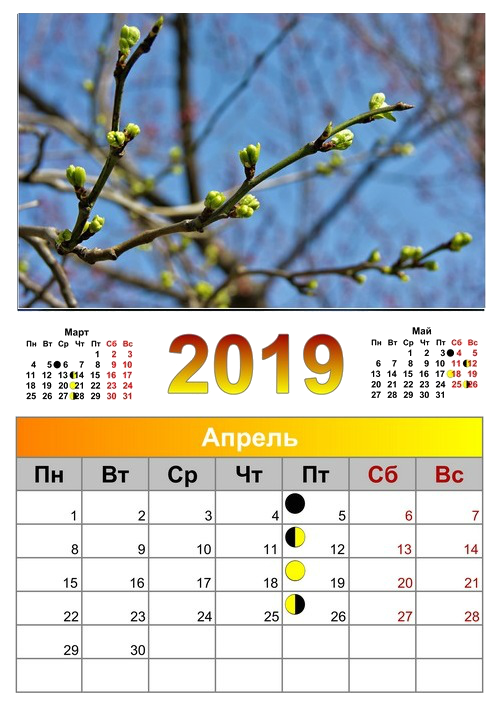 Март
Пн Вт Ср Чт Пт Сб Вс
1 2 3
4 5 6 7 8 9 10
11 12 13 14 15 16 17
18 19 20 21 22 23 24
25 26 27 28 29 30 31
2019
Май
Пн Вт Ср Чт Пт Сб Вс
1 2 3 4 5
6 7 8 9 10 11 12
13 14 15 16 17 18 19
20 21 22 23 24 25 26
27 28 29 30 31
Апрель
Пн Вт Ср Чт Пт Сб Вс
1 2 3 4 5 6 7
8 9 10 11 12 13 14
15 16 17 18 19 20 21
22 23 24 25 26 27 28
29 30